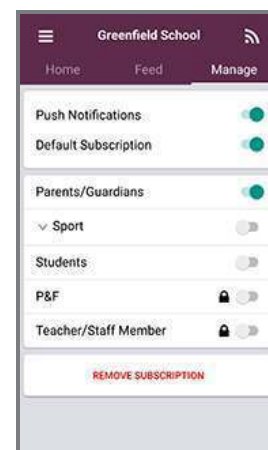 Greenfield School
Home Feed Manage
Push Notifications
Default Subscription
Parents/Guardians
Sport
Students
P&F
Teacher/Staff Member
REMOVE SUBSCRIPTION